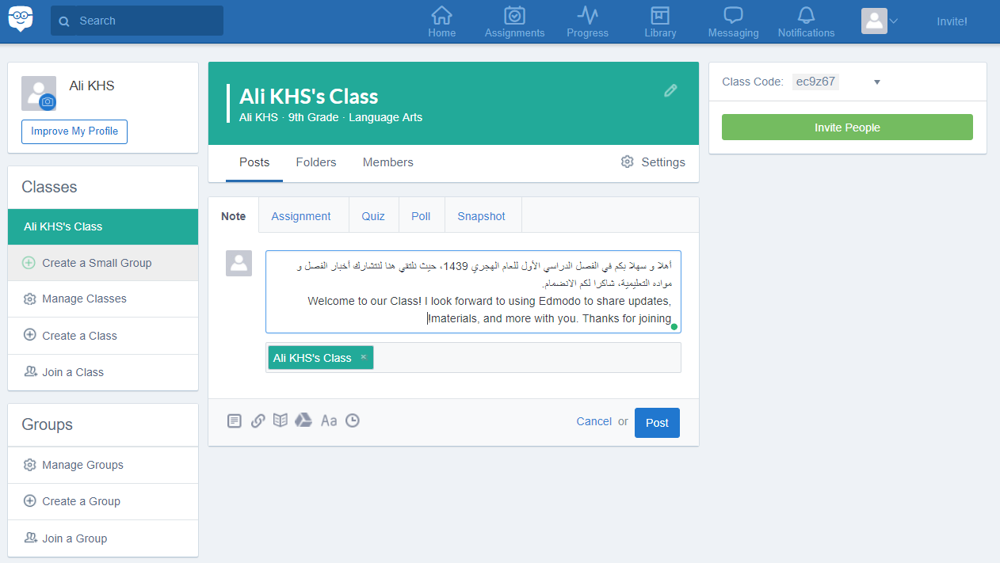 Search
Home
Assignments
Progress
Library
Messaging
Notifications
Invite!
Ali KHS
Improve My Profile
Classes
Ali KHS's Class
Create a Small Group
Manage Classes
Create a Class
Join a Class
Groups
Manage Groups
Create a Group
Join a Group
Ali KHS's Class
Ali KHS · 9th Grade · Language Arts
Posts
Folders
Members
Settings
Note
Assignment
Quiz
Poll
Snapshot
أهلا و سهلا بكم في الفصل الدراسي الأول للعام الهجري 1439، حيث نلتقي هنا لنتشارك أخبار الفصل و
مواده التعليمية، شاكرا لكم الانضمام.
Welcome to our Class! I look forward to using Edmodo to share updates,
!materials, and more with you. Thanks for joining
Ali KHS's Class ×
Aa
Cancel or Post
Class Code: ec9z67
Invite People